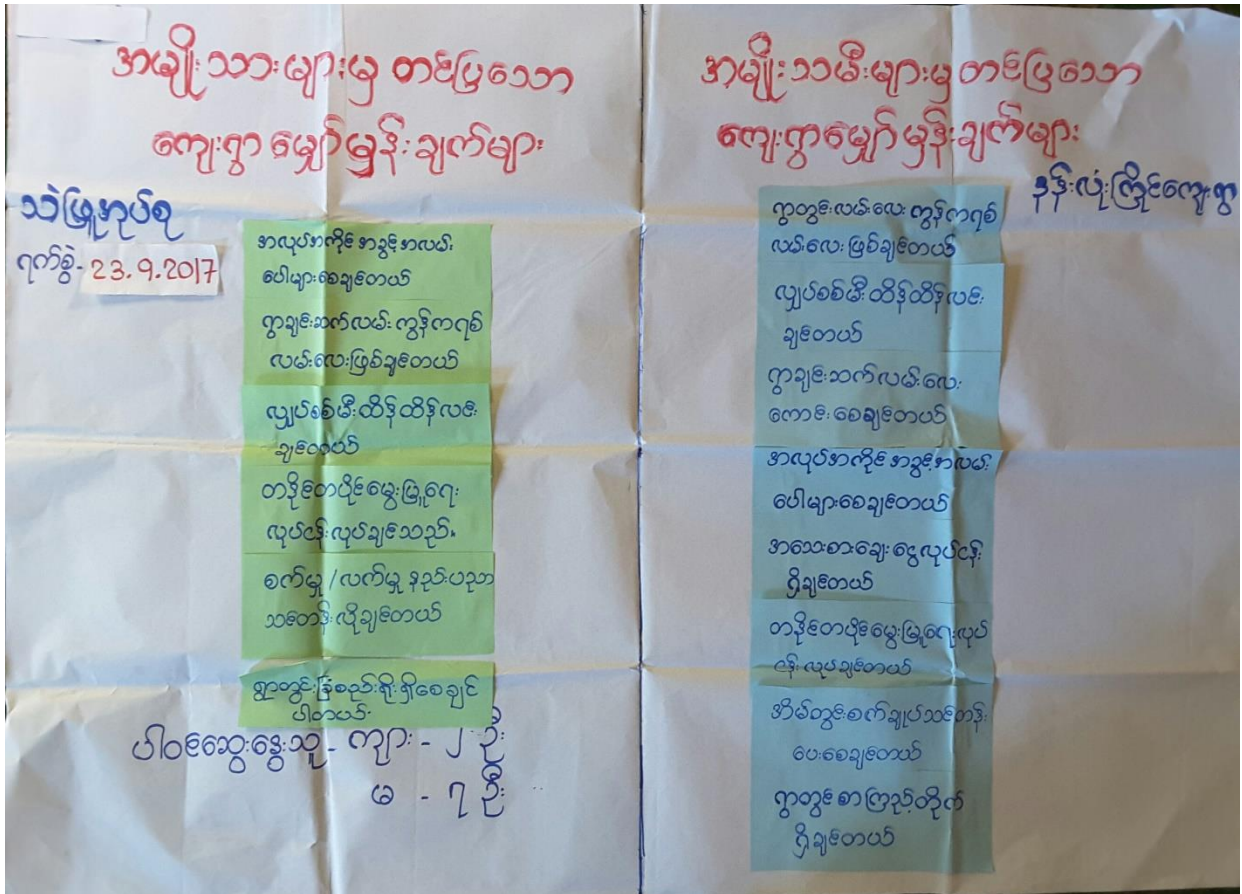 အမျိုးသားများမှ တင်ပြသော
ကျေးရွာ မျှော်မှန်းချက်များ
သဲဖြူအုပ်စု
ရက်စွဲ- 23.9.2017
အလုပ်အကိုင် အခွင့် အလမ်း
ပေါများစေချင်တယ်
ရွာချင်းဆက်လမ်း ကွန်ကရစ်
လမ်းလေးဖြစ်ချင်တယ်
လျှပ်စစ်မီးထိန်ထိန်လင်း
ချင်တယ်
တနိုင်တပိုင်မွေးမြူရေး
လုပ်ငန်းလုပ်ချင်သည်။
စက်မှု/လက်မှု နည်းပညာ
သင်တန်းလိုချင်တယ်
ရွာတွင်းခြံစည်းရိုးရှိစေချင်
ပါတယ်
ပါဝင်ဆွေးနွေးသူ - ကျား - ၂ ဦး
မ - ၇ ဦး
အမျိုးသမီးများမှ တင်ပြသော
ကျေးရွာ မျှော်မှန်းချက်များ
နန်းလုံးကြိုင်ကျေးရွာ
ရွာတွင်းလမ်းလေး ကွန်ကရစ်
လမ်းလေး ဖြစ်ချင်တယ်
လျှပ်စစ်မီး ထိန်ထိန်လင်း
ချင်တယ်
ရွာချင်းဆက်လမ်းလေး
ကောင်းစေချင်တယ်
အလုပ်အကိုင် အခွင့်အလမ်း
ပေါများစေချင်တယ်
အသေးစားချေးငွေလုပ်ငန်း
ရှိချင်တယ်
တနိုင်တပိုင်မွေးမြူရေးလုပ်
ငန်းလုပ်ချင်တယ်
အိမ်တွင်းစက်ချုပ်သင်တန်း
ပေးစေချင်တယ်
ရွာတွင်စာကြည့်တိုက်
ရှိချင်တယ်